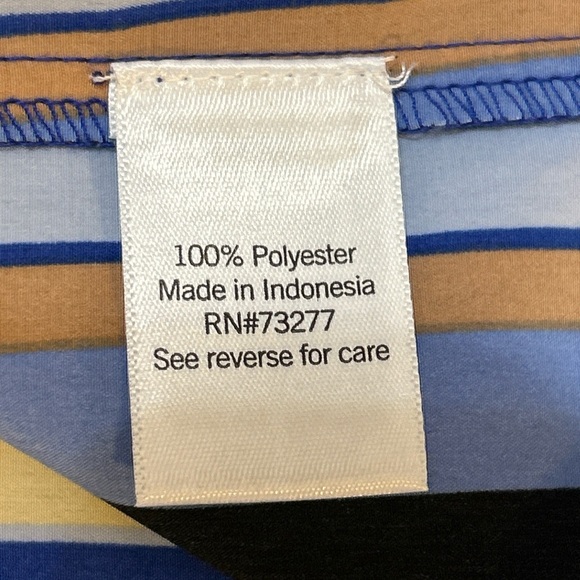 100% Polyester
Made in Indonesia
RN#73277
See reverse for care